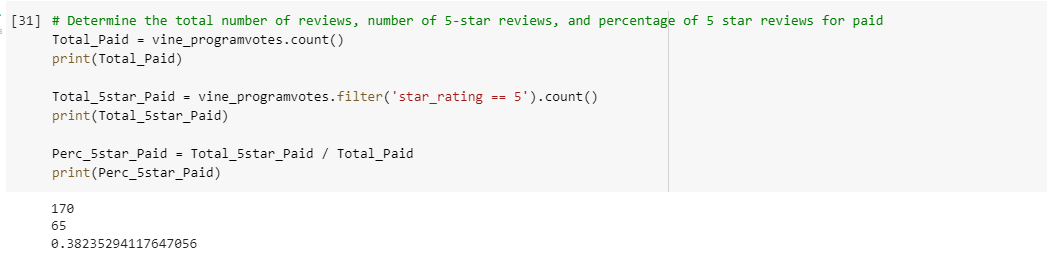 [31] # Determine the total number of reviews, number of 5-star reviews, and percentage of 5 star reviews for paid
Total_Paid = vine_programvotes.count()
print(Total_Paid)
Total_5star_Paid = vine_programvotes.filter('star_rating == 5').count()
print(Total_5star_Paid)
Perc_5star_Paid = Total_5star_Paid / Total_Paid
print(Perc_5star_Paid)
170
65
0.38235294117647056